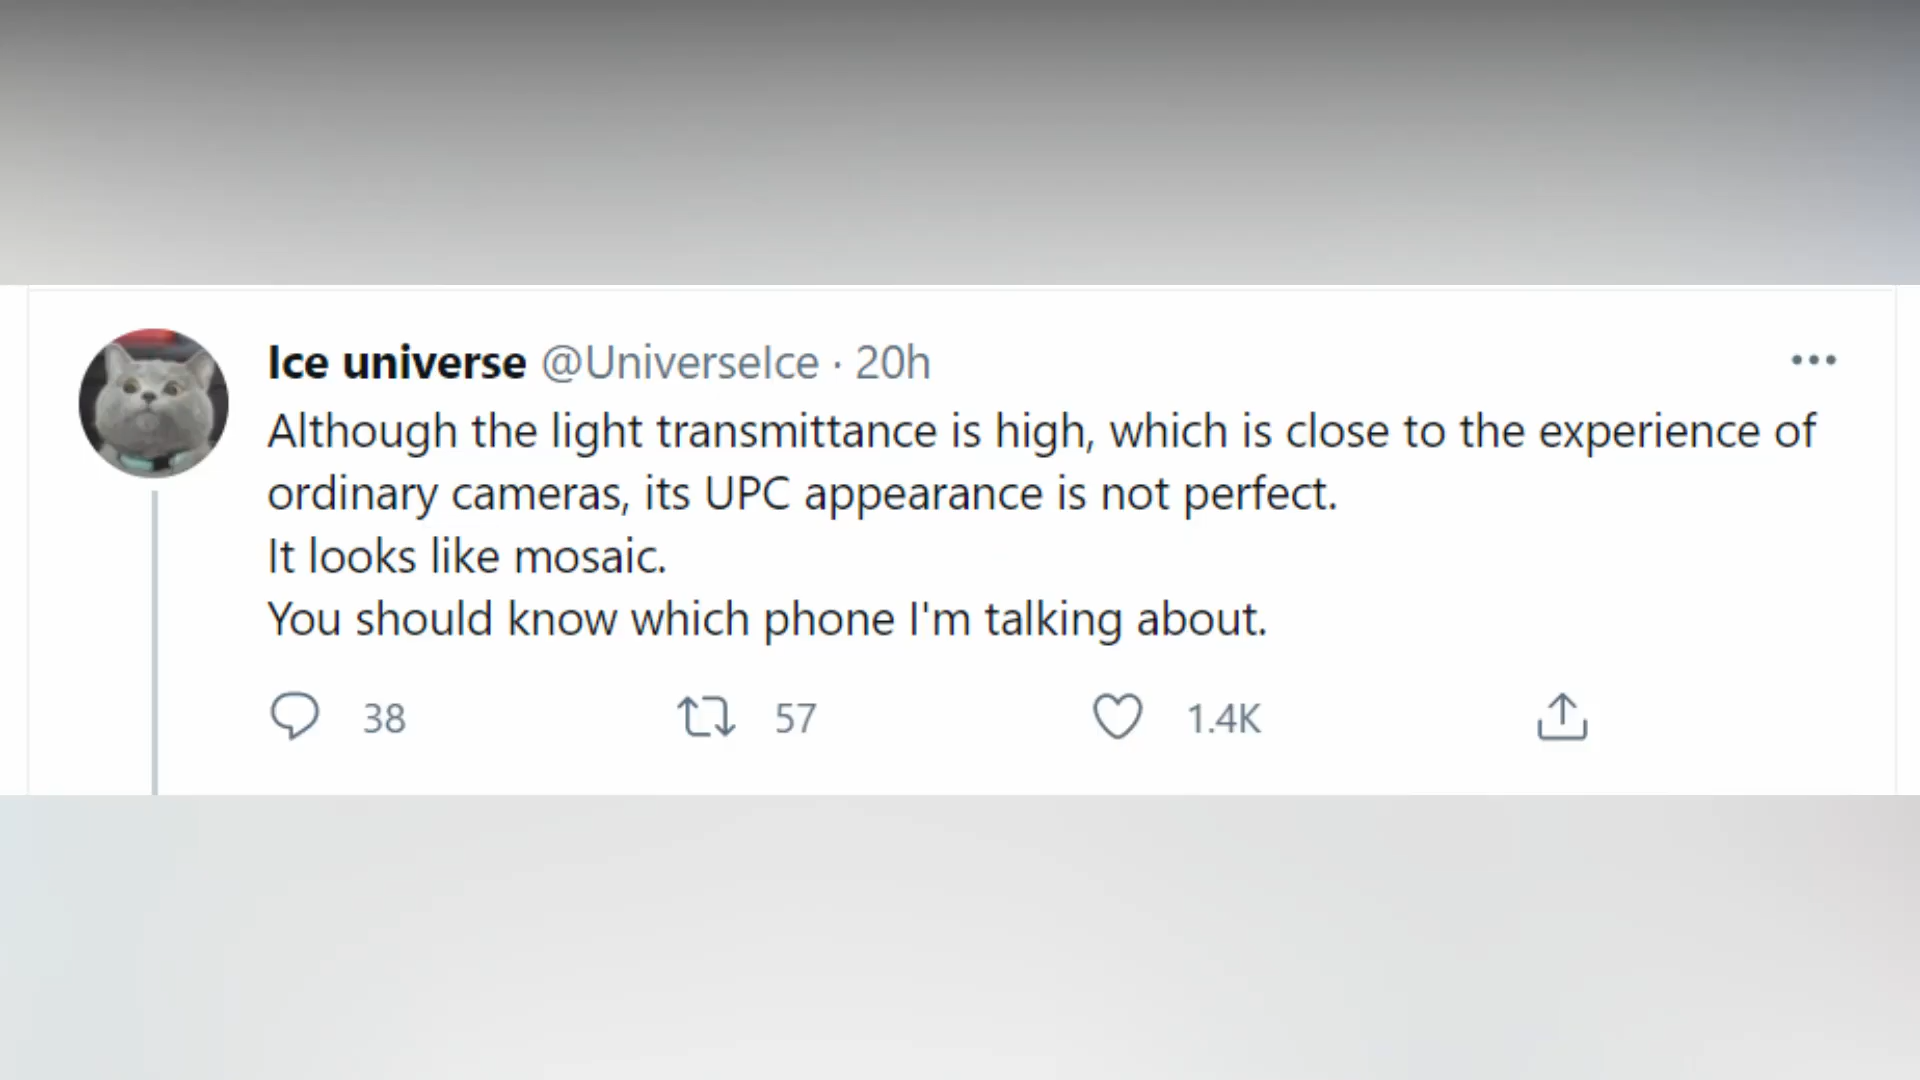 Ice universe @UniverseIce · 20h
Although the light transmittance is high, which is close to the experience of
ordinary cameras, its UPC appearance is not perfect.
It looks like mosaic.
You should know which phone I'm talking about.
38 57 1.4K